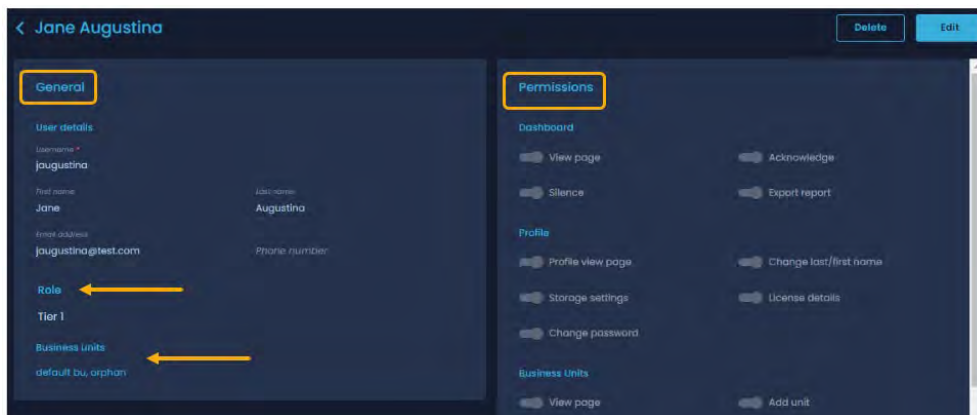 Jane Augustina
Delete
Edit
General
User details
Username *
jaugustina
First name
Last name
Jane
Augustina
Email address
jaugustina@test.com
Phone number
Role
Tier 1
Business units
default bu, orphan
Permissions
Dashboard
View page
Acknowledge
Silence
Export report
Profile
Profile view page
Change last/first name
Storage settings
License details
Change password
Business Units
View page
Add unit